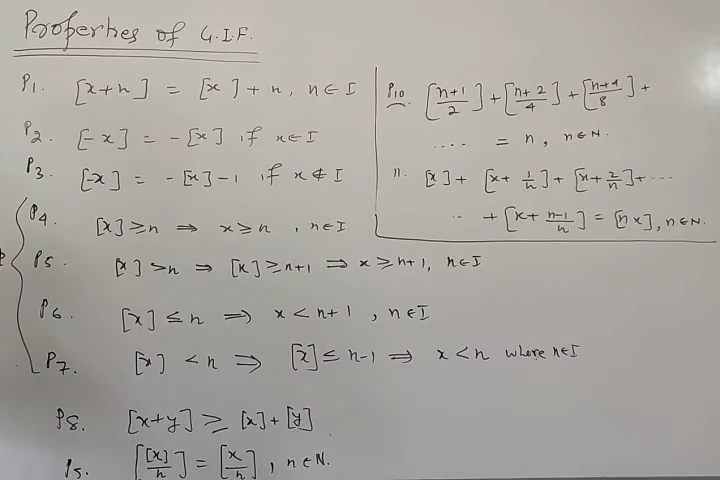 Properties of G.I.F.
P1. [x+n] = [x] + n, n∈I
P2. [-x] = -[x] if x∈I
P3. [-x] = -[x]-1 if x∉I
P4. [x]≥n ⇒ x≥n , n∈I
P5. [x]>n ⇒ [x]≥n+1 ⇒ x≥n+1, n∈I
P6. [x]≤n ⇒ x<n+1 , n∈I
P7. [x] <n ⇒ [x]≤n-1 ⇒ x<n where n∈I
P8. [x+y] ≥ [x]+[y]
P5. [[x]/n] = [x/n] , n∈N.
P10. [n+1/2]+[n+2/4]+[n+4/8]+
.... = n, n∈N.
11. [x]+ [x+ 1/n]+[x+ 2/n]+...
.. +[x+ n-1/n] = [nx], n∈N.